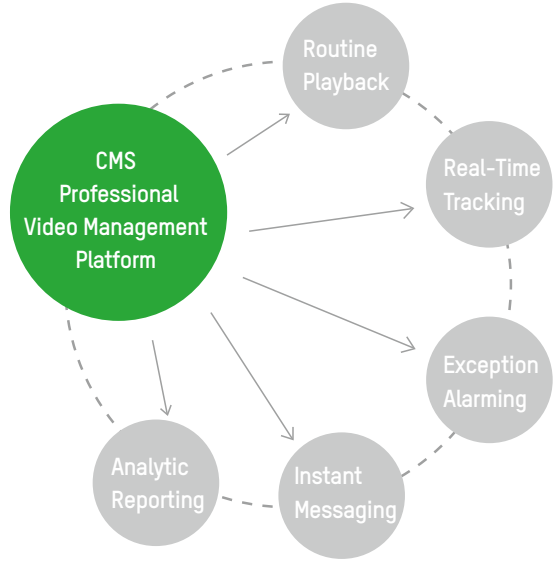 CMS
Professional
Video Management
Platform
Routine
Playback
Real-Time
Tracking
Exception
Alarming
Instant
Messaging
Analytic
Reporting